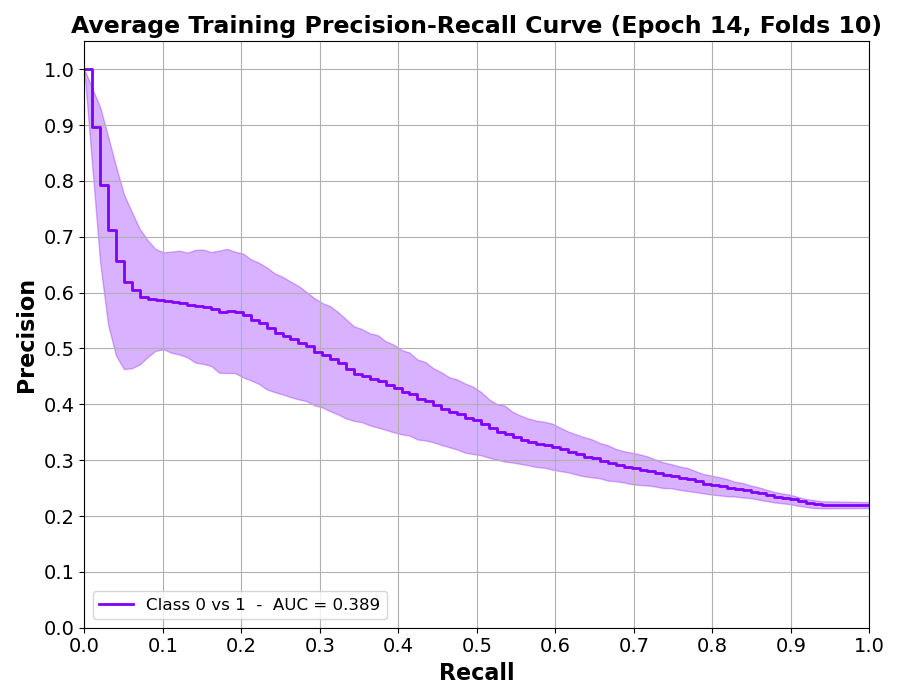 Average Training Precision-Recall Curve (Epoch 14, Folds 10)
Precision
1.0
0.9
0.8
0.7
0.6
0.5
0.4
0.3
0.2
0.1
0.0
Class 0 vs 1 - AUC = 0.389
0.0 0.1 0.2 0.3 0.4 0.5 0.6 0.7 0.8 0.9 1.0
Recall